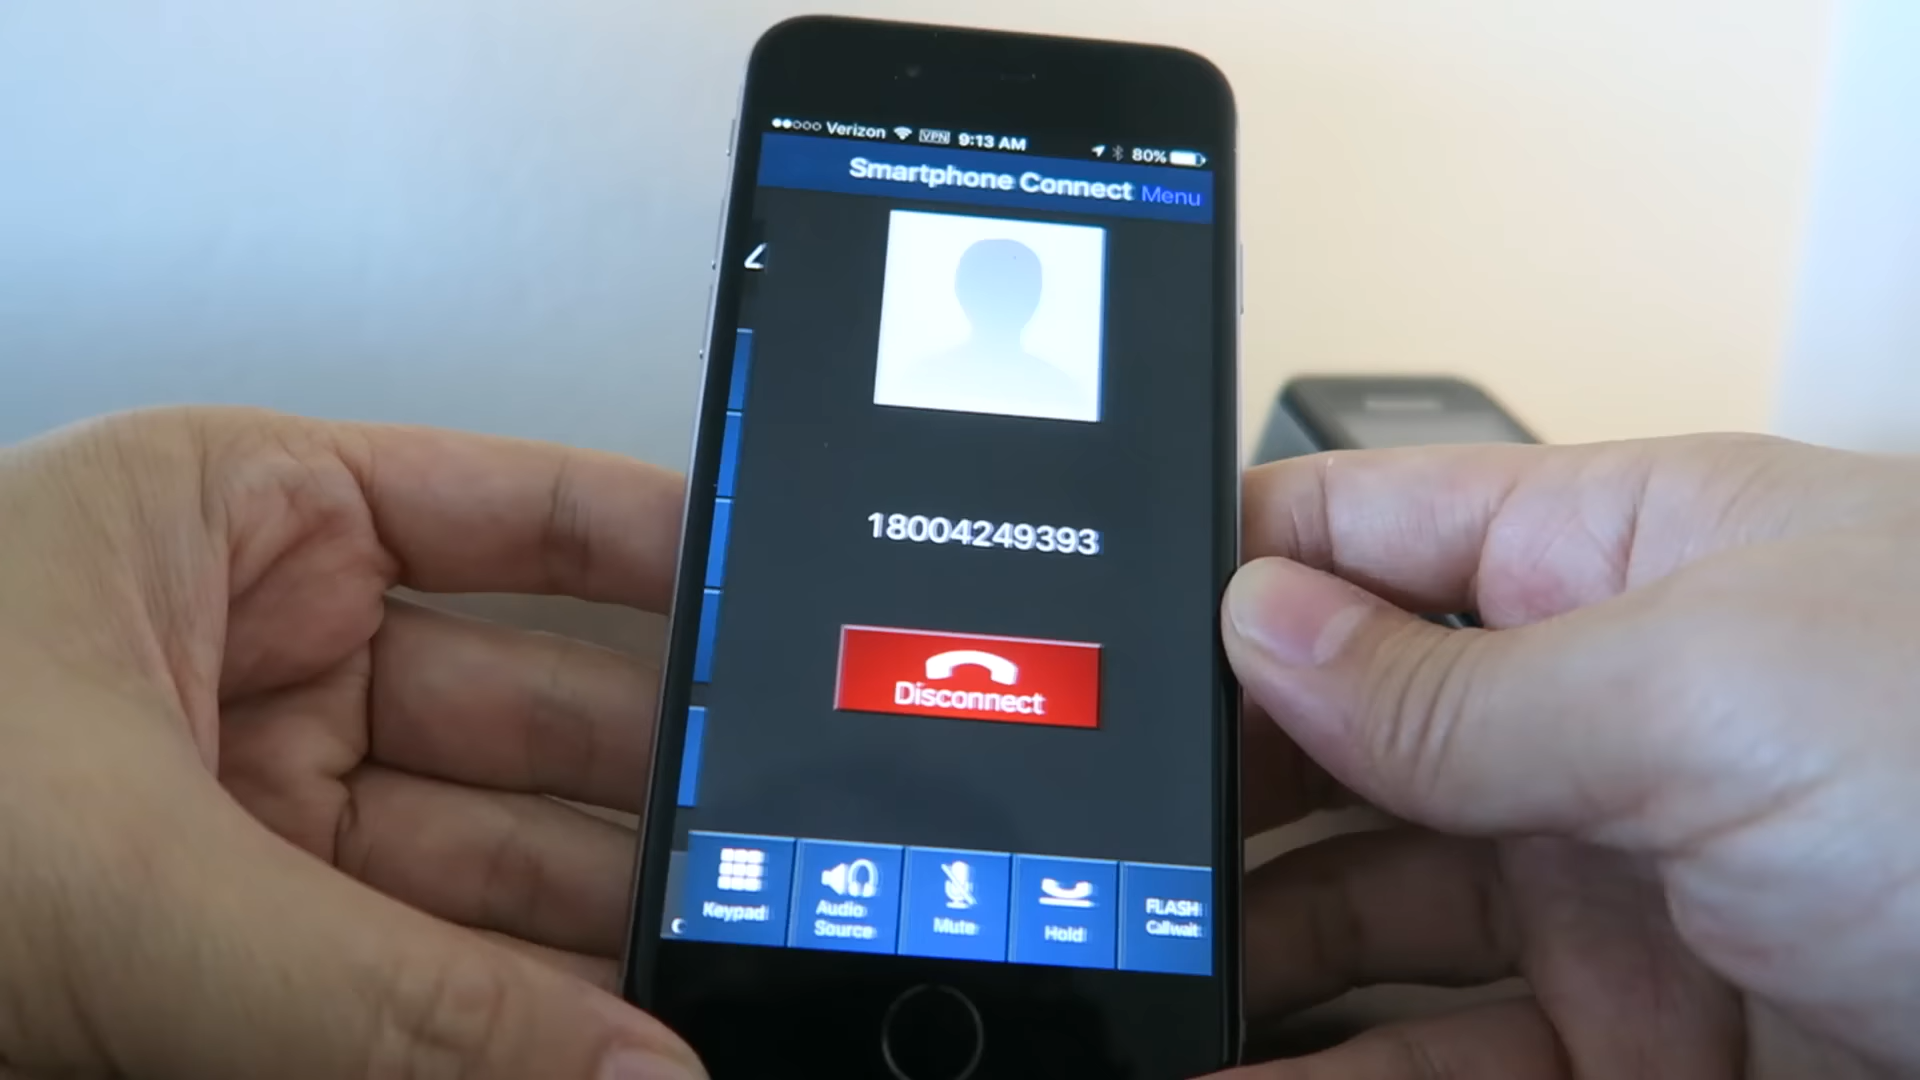 Verizon VPN 9:13 AM 80%
Smartphone Connect Menu
18004249393
Disconnect
Keypad
Audio
Source
Mute
Hold
FLASH
Callwait